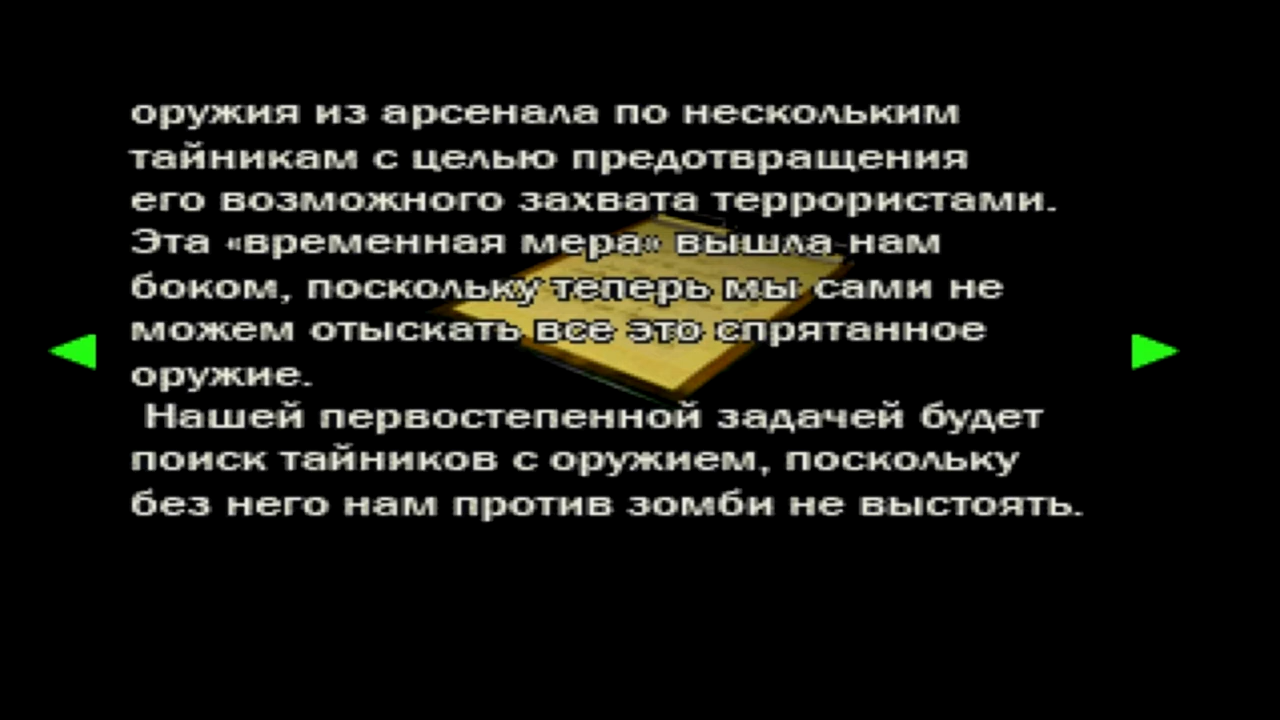 оружия из арсенала по нескольким
тайникам с целью предотвращения
его возможного захвата террористами.
Эта «временная мера» вышла нам
боком, поскольку теперь мы сами не
можем отыскать все это спрятанное
оружие.
Нашей первостепенной задачей будет
поиск тайников с оружием, поскольку
без него нам против зомби не выстоять.